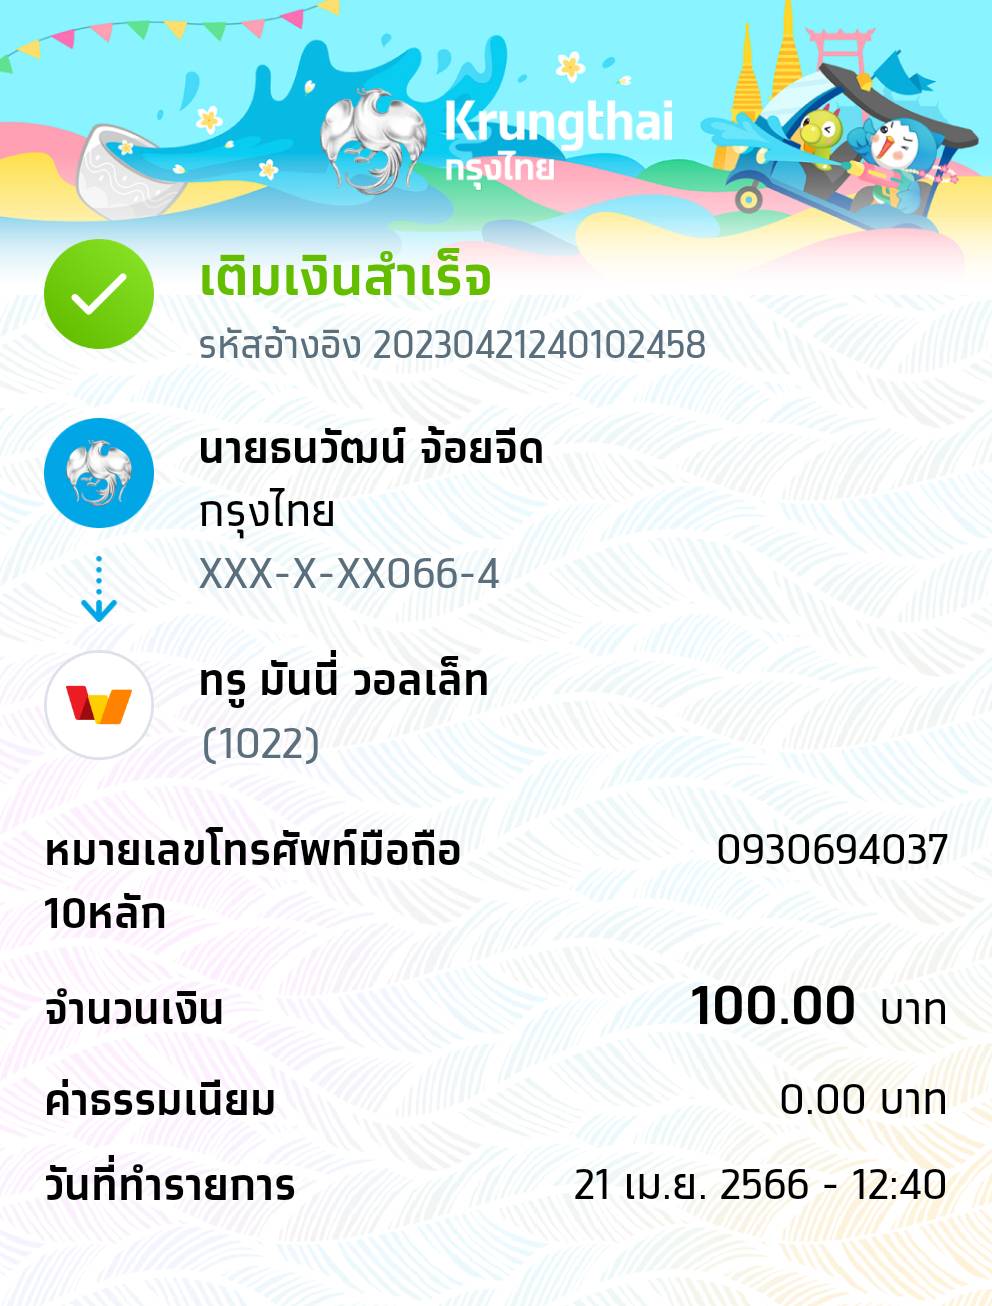 Krungthai
กรุงไทย
เติมเงินสำเร็จ
รหัสอ้างอิง 20230421240102458
นายธนวัฒน์ จ้อยจีด
กรุงไทย
XXX-X-XX066-4
ทรู มันนี่ วอลเล็ท
(1022)
หมายเลขโทรศัพท์มือถือ 0930694037
10หลัก
จำนวนเงิน 100.00 บาท
ค่าธรรมเนียม 0.00 บาท
วันที่ทำรายการ 21 เม.ย. 2566 - 12:40